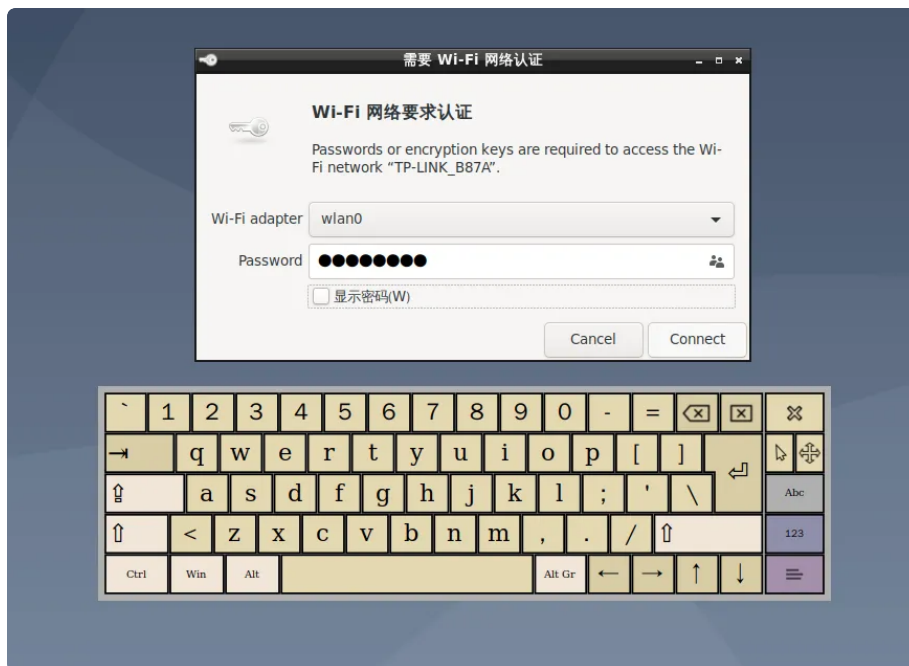 需要 Wi-Fi 网络认证
Wi-Fi 网络要求认证
Passwords or encryption keys are required to access the Wi-
Fi network “TP-LINK_B87A”.
Wi-Fi adapter wlan0
Password ●●●●●●●●
显示密码(W)
Cancel Connect
` 1 2 3 4 5 6 7 8 9 0 - =
q w e r t y u i o p [ ]
a s d f g h j k l ; ' \ Abc
< z x c v b n m , . / 123
Ctrl Win Alt Alt Gr ← → ↑ ↓